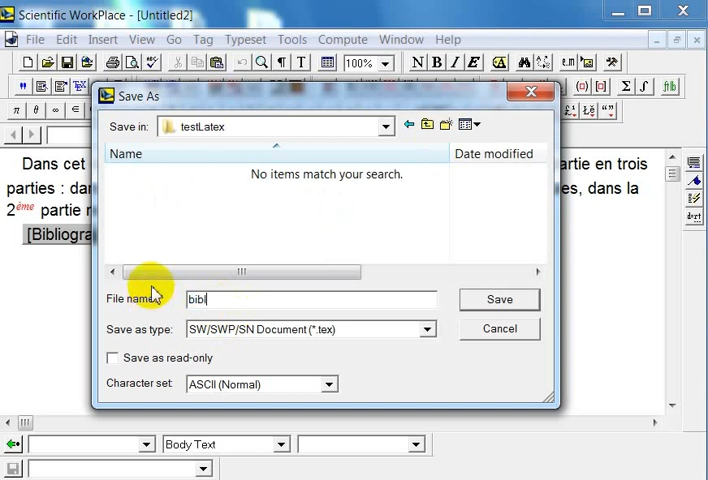 Scientific WorkPlace - [Untitled2]
File Edit Insert View Go Tag Typeset Tools Compute Window Help
100%
N B I E
π θ ∞ ∈
Save As
Save in: testLatex
Name Date modified
No items match your search.
File name: bibl
Save
Save as type: SW/SWP/SN Document (*.tex)
Cancel
Save as read-only
Character set: ASCII (Normal)
Dans cet artie en trois
parties : da es, dans la
2ème partie
[Bibliogra
Body Text